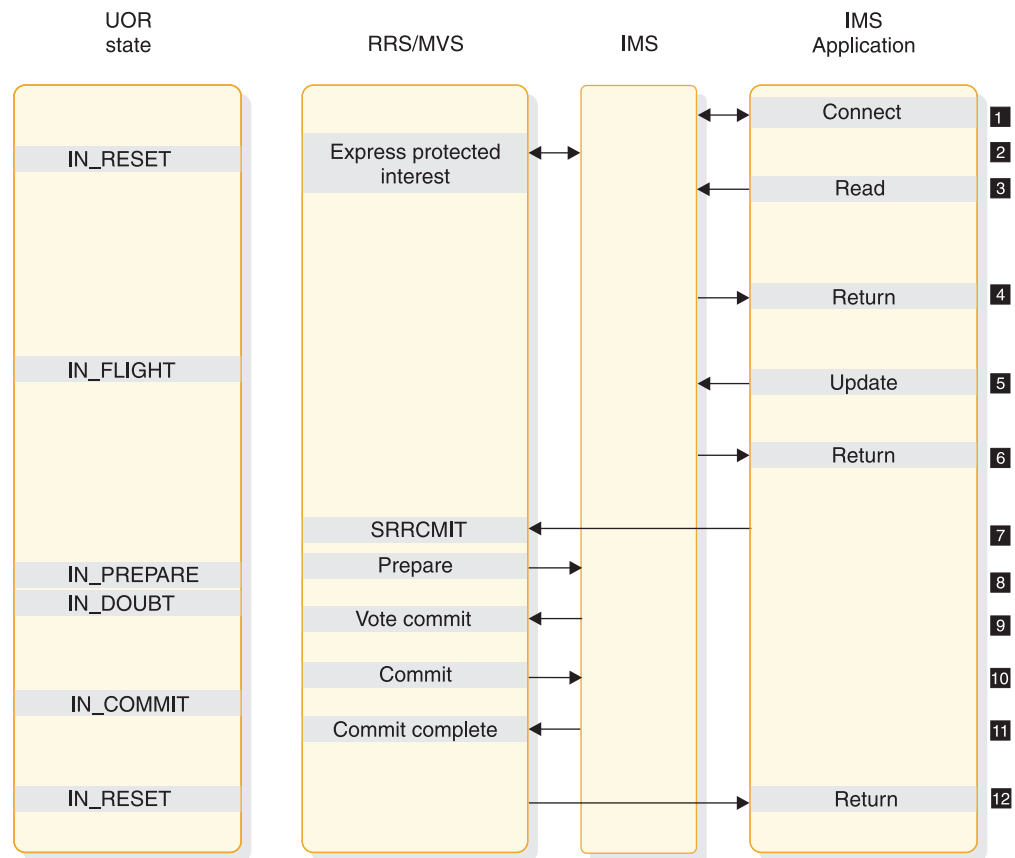 UOR
state
RRS/MVS
IMS
IMS
Application
Connect
1
IN_RESET
Express protected
interest
2
Read
3
Return
4
IN_FLIGHT
Update
5
Return
6
SRRCMIT
7
IN_PREPARE
Prepare
8
IN_DOUBT
Vote commit
9
Commit
10
IN_COMMIT
Commit complete
11
IN_RESET
Return
12